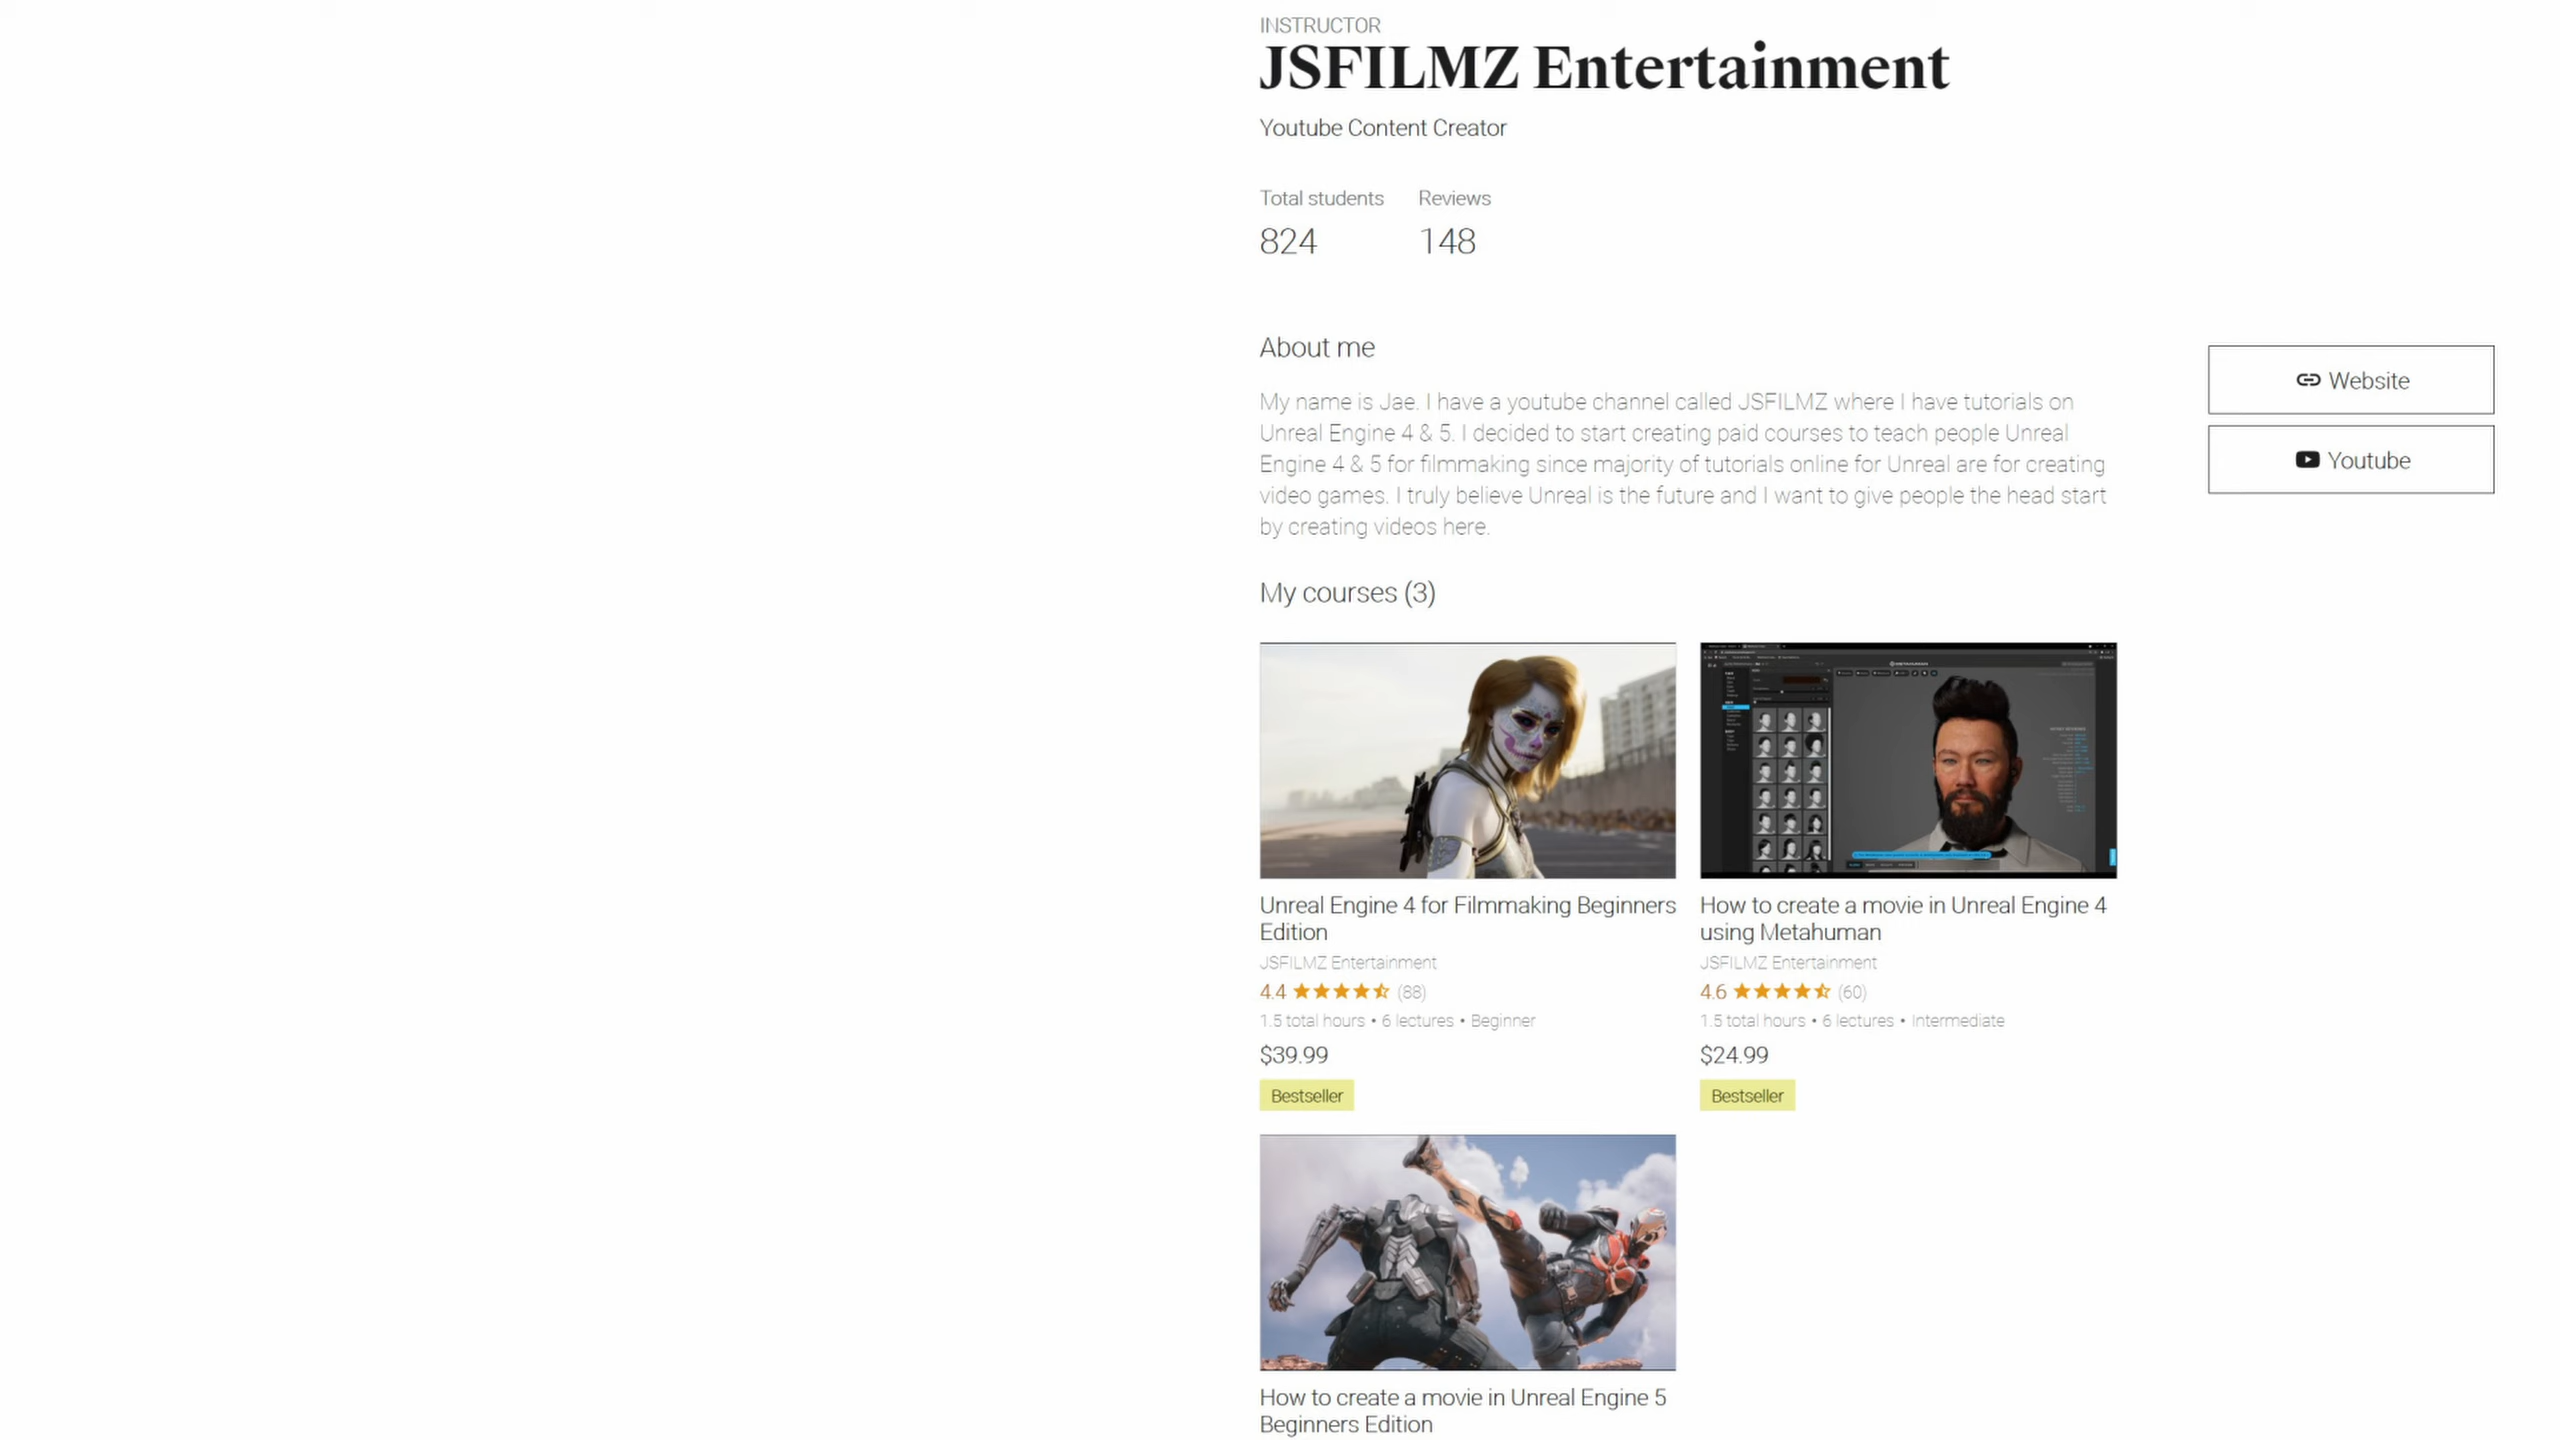 INSTRUCTOR
JSFILMZ Entertainment
Youtube Content Creator
Total students
Reviews
824
148
About me
My name is Jae. I have a youtube channel called JSFILMZ where I have tutorials on
Unreal Engine 4 & 5. I decided to start creating paid courses to teach people Unreal
Engine 4 & 5 for filmmaking since majority of tutorials online for Unreal are for creating
video games. I truly believe Unreal is the future and I want to give people the head start
by creating videos here.
Website
Youtube
My courses (3)
Unreal Engine 4 for Filmmaking Beginners
Edition
JSFILMZ Entertainment
4.4 (88)
1.5 total hours • 6 lectures • Beginner
$39.99
Bestseller
METAHUMAN
How to create a movie in Unreal Engine 4
using Metahuman
JSFILMZ Entertainment
4.6 (60)
1.5 total hours • 6 lectures • Intermediate
$24.99
Bestseller
How to create a movie in Unreal Engine 5
Beginners Edition